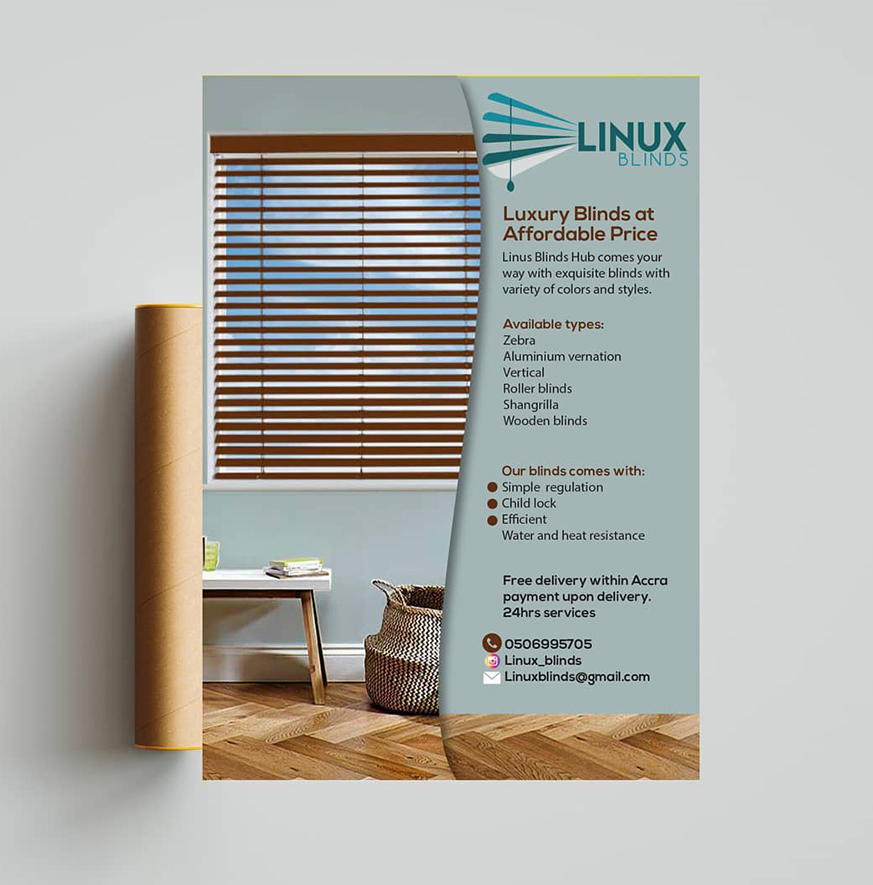 LINUX
BLINDS
Luxury Blinds at
Affordable Price
Linus Blinds Hub comes your
way with exquisite blinds with
variety of colors and styles.
Available types:
Zebra
Aluminium vernation
Vertical
Roller blinds
Shangrilla
Wooden blinds
Our blinds comes with:
Simple regulation
Child lock
Efficient
Water and heat resistance
Free delivery within Accra
payment upon delivery.
24hrs services
0506995705
Linux_blinds
Linuxblinds@gmail.com